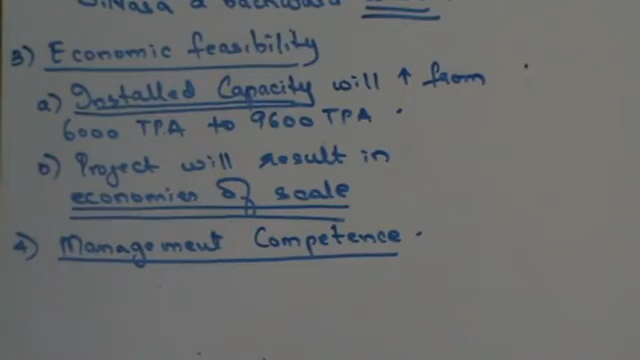 a backward
3) Economic feasibility
a) Installed Capacity will ↑ from
6000 TPA to 9600 TPA.
b) Project will result in
economies of scale
4) Management Competence.